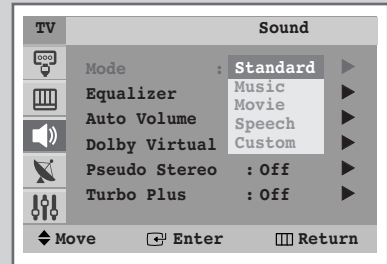 TV Sound
Mode : Standard
Music
Equalizer
Movie
Auto Volume
Speech
Dolby Virtual
Custom
Pseudo Stereo : Off
Turbo Plus : Off
Move Enter Return